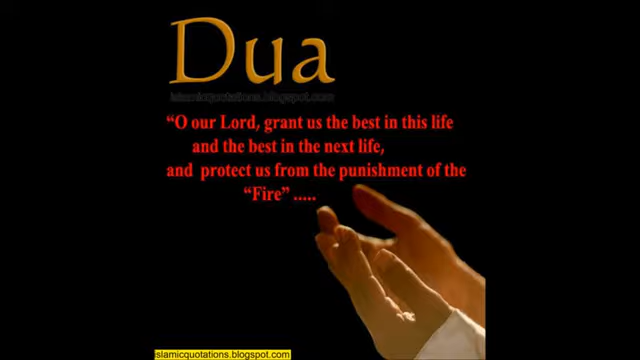 Dua
islamicquotations.blogspot.com
“O our Lord, grant us the best in this life
and the best in the next life,
and protect us from the punishment of the
“Fire” .....
islamicquotations.blogspot.com